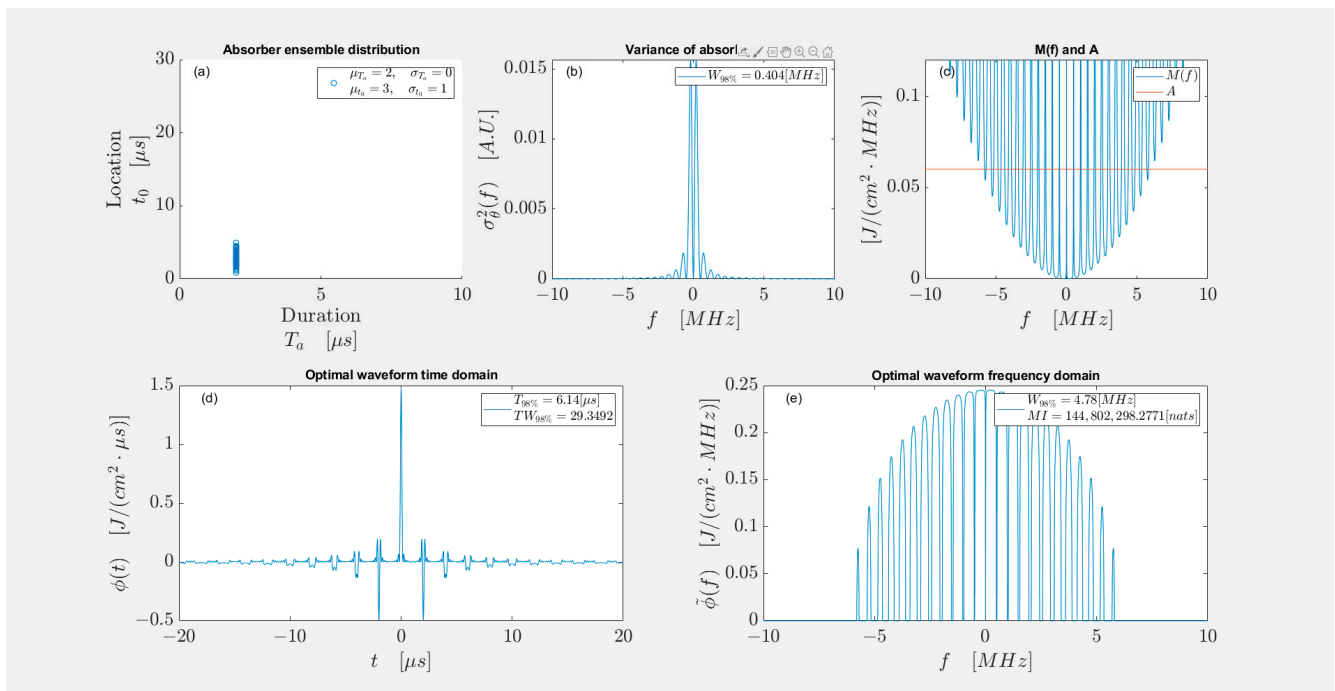 Absorber ensemble distribution
(a)
μ_{T_a} = 2, σ_{T_a} = 0
μ_{t_0} = 3, σ_{t_0} = 1
30
20
10
0
Location
t_0 [μs]
0 5 10
Duration
T_a [μs]
Variance of absor
(b)
W_{98%} = 0.404[MHz]
0.015
0.01
0.005
0
σ_θ^2(f) [A.U.]
−10 −5 0 5 10
f [MHz]
M(f) and A
(c)
M(f)
A
0.1
0.05
0
[J/(cm^2 · MHz)]
−10 −5 0 5 10
f [MHz]
Optimal waveform time domain
(d)
T_{98%} = 6.14[μs]
TW_{98%} = 29.3492
1.5
1
0.5
0
-0.5
ϕ(t) [J/(cm^2 · μs)]
−20 −10 0 10 20
t [μs]
Optimal waveform frequency domain
(e)
W_{98%} = 4.78[MHz]
MI = 144,802,298.2771[nats]
0.25
0.2
0.15
0.1
0.05
0
ϕ̃(f) [J/(cm^2 · MHz)]
−10 −5 0 5 10
f [MHz]